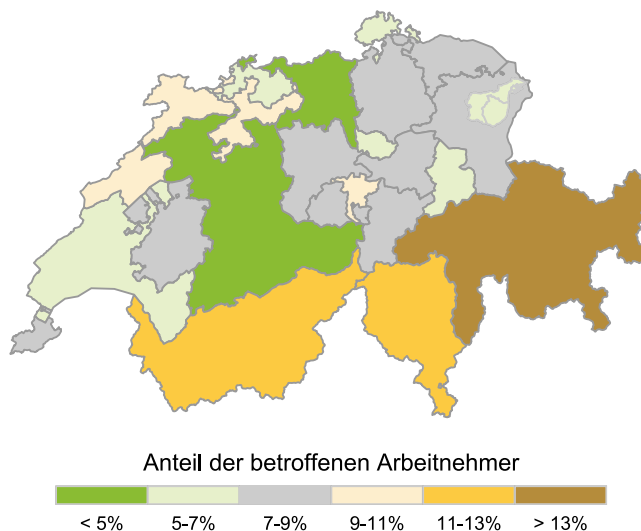 Anteil der betroffenen Arbeitnehmer
< 5% 5-7% 7-9% 9-11% 11-13% > 13%